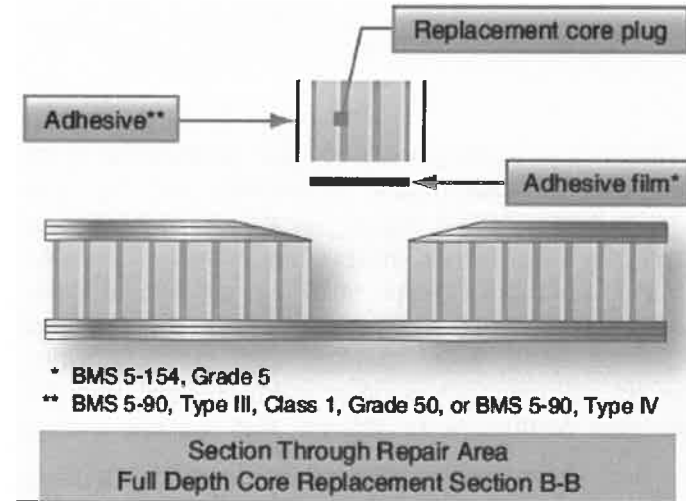 Replacement core plug
Adhesive**
Adhesive film*
* BMS 5-154, Grade 5
** BMS 5-90, Type III, Class 1, Grade 50, or BMS 5-90, Type IV
Section Through Repair Area
Full Depth Core Replacement Section B-B